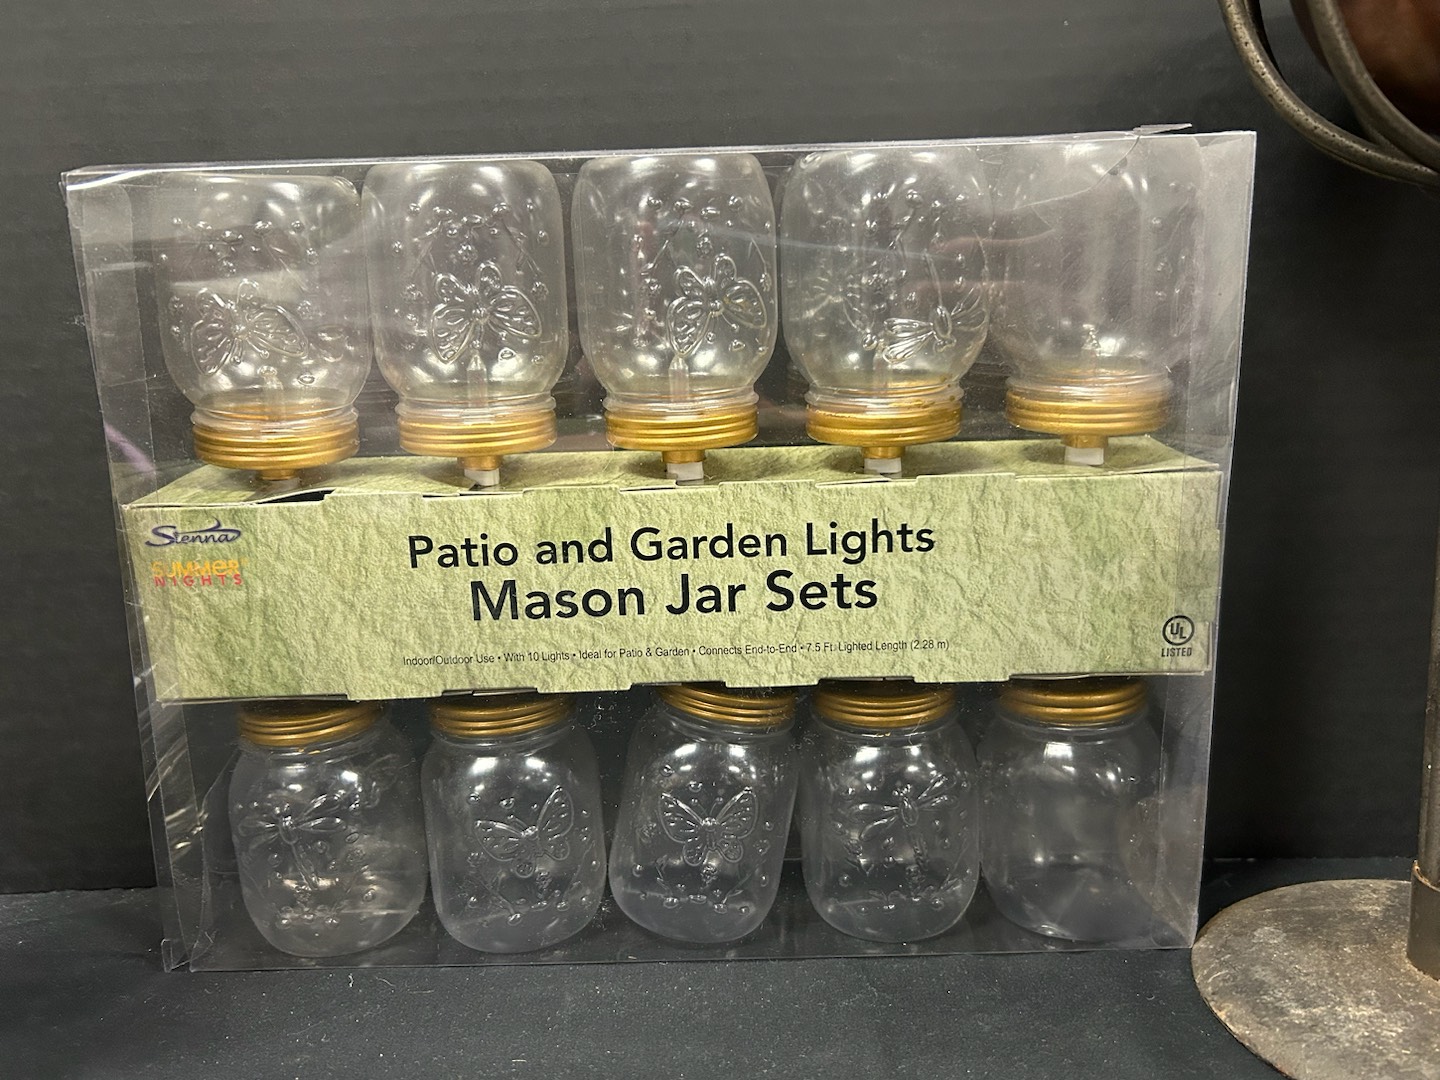 Sienna
SUMMER
NIGHTS
Patio and Garden Lights
Mason Jar Sets
Indoor/Outdoor Use • With 10 Lights • Ideal for Patio & Garden • Connects End-to-End • 7.5 Ft. Lighted Length (2.28 m)
UL
LISTED